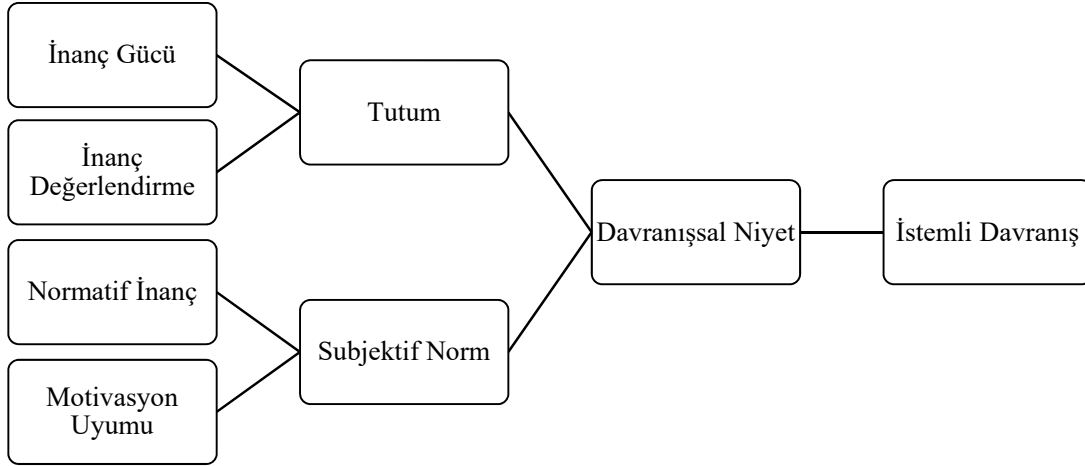 İnanç Gücü
İnanç
Değerlendirme
Normatif İnanç
Motivasyon
Uyumu
Tutum
Subjektif Norm
Davranışsal Niyet
İstemli Davranış